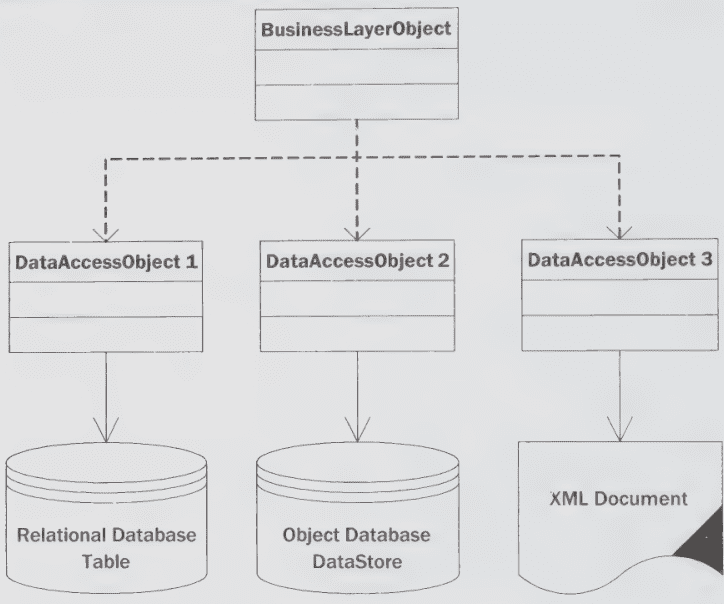 BusinessLayerObject
DataAccessObject 1
DataAccessObject 2
DataAccessObject 3
Relational Database
Table
Object Database
DataStore
XML Document